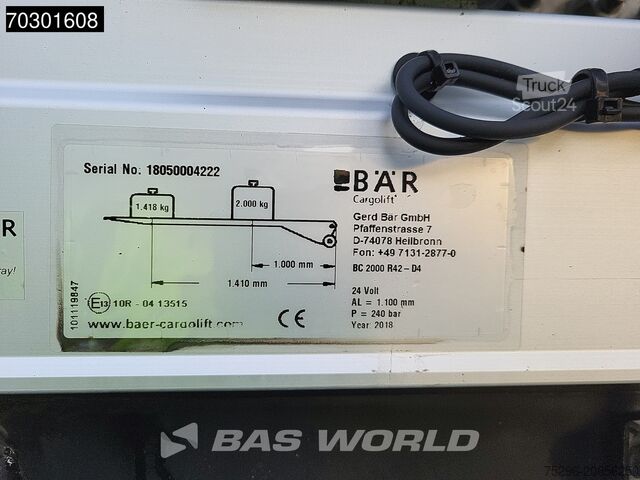 70301608
Truck
Scout24
Serial No. 18050004222
BÄR
Cargolift
1.418 kg
2.000 kg
Gerd Bär GmbH
Pfaffenstrasse 7
D-74078 Heilbronn
Fon: +49 7131-2877-0
1.000 mm
BC 2000 R42-D4
1.410 mm
24 Volt
AL = 1.100 mm
P = 240 bar
Year: 2018
E13 10R - 04 13515
www.baer-cargolift.com
CE
101119847
R
ray!
BAS WORLD